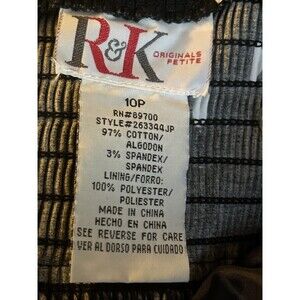 R&K
ORIGINALS
PETITE
10P
RN#89700
STYLE#2633QQJP
97% COTTON/
ALGODON
3% SPANDEX/
SPANDEX
LINING/FORRO:
100% POLYESTER/
POLIESTER
MADE IN CHINA
HECHO EN CHINA
SEE REVERSE FOR CARE
VER AL DORSO PARA CUIDADO